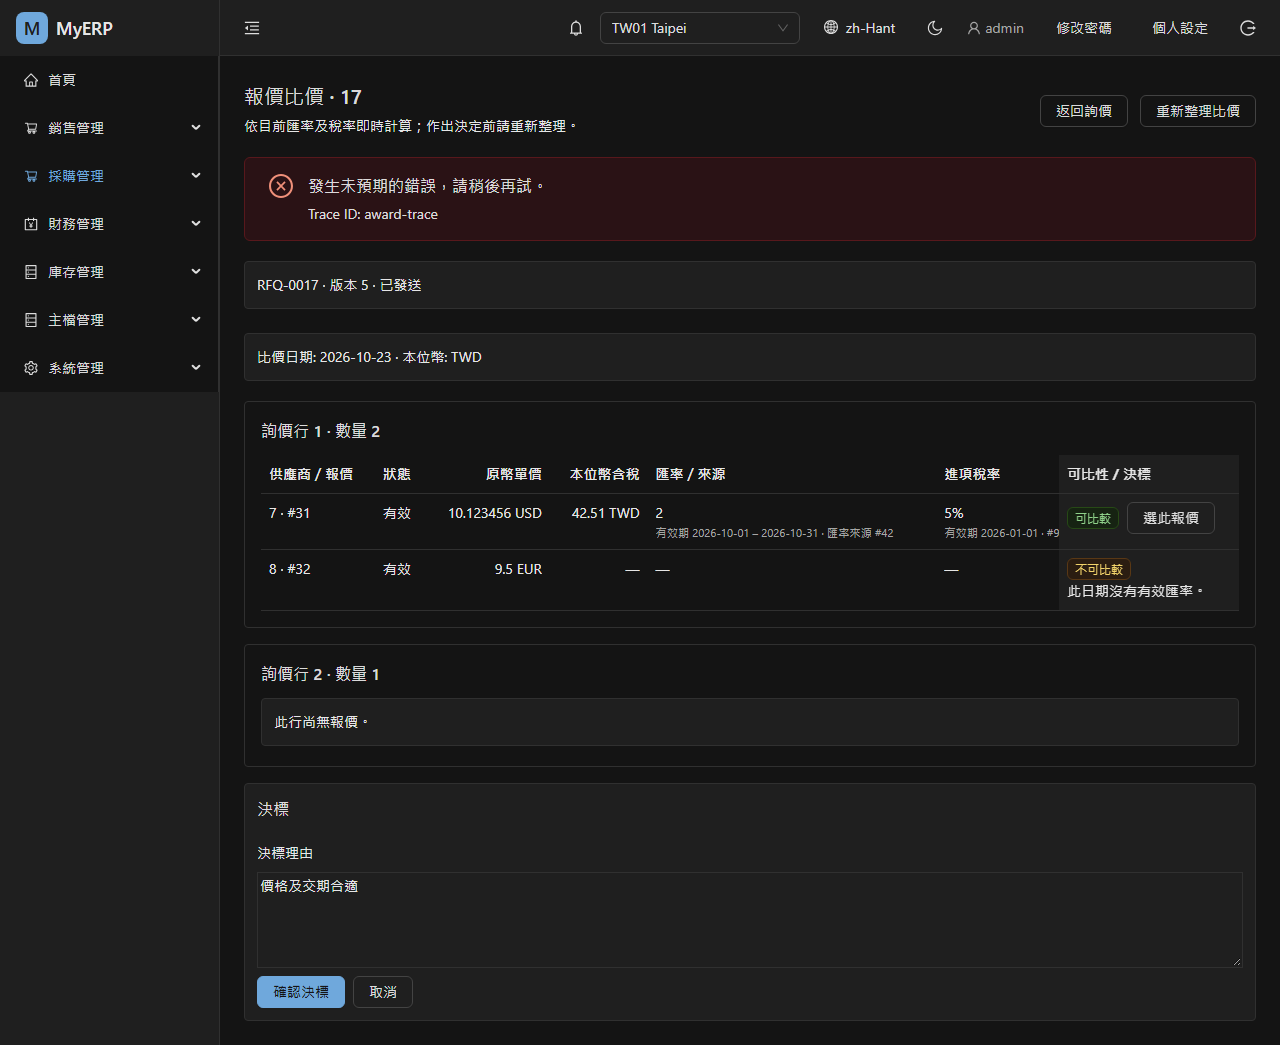 M MyERP
TW01 Taipei
zh-Hant
admin
修改密碼
個人設定
首頁
銷售管理
採購管理
財務管理
庫存管理
主檔管理
系統管理
報價比價 · 17
依目前匯率及稅率即時計算；作出決定前請重新整理。
返回詢價
重新整理比價
發生未預期的錯誤，請稍後再試。
Trace ID: award-trace
RFQ-0017 · 版本 5 · 已發送
比價日期: 2026-10-23 · 本位幣: TWD
詢價行 1 · 數量 2
供應商 / 報價 狀態 原幣單價 本位幣含稅 匯率 / 來源 進項稅率 可比性 / 決標
7 · #31 有效 10.123456 USD 42.51 TWD 2 5% 可比較 選此報價
有效期 2026-10-01 – 2026-10-31 · 匯率來源 #42 有效期 2026-01-01 · #9
8 · #32 有效 9.5 EUR — — — 不可比較
此日期沒有有效匯率。
詢價行 2 · 數量 1
此行尚無報價。
決標
決標理由
價格及交期合適
確認決標 取消